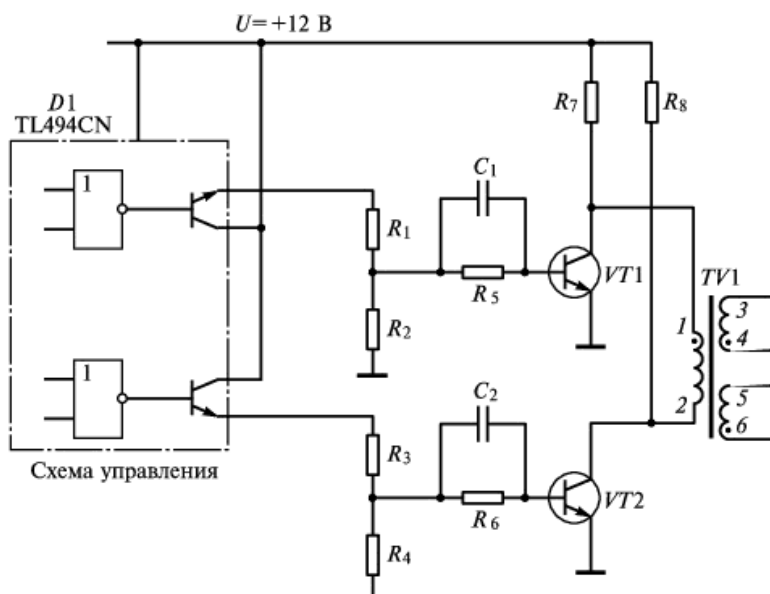 U = +12 В
D1
TL494CN
1
1
Схема управления
R1
R2
R3
R4
C1
R5
C2
R6
R7
R8
VT1
VT2
TV1
1
2
3
4
5
6